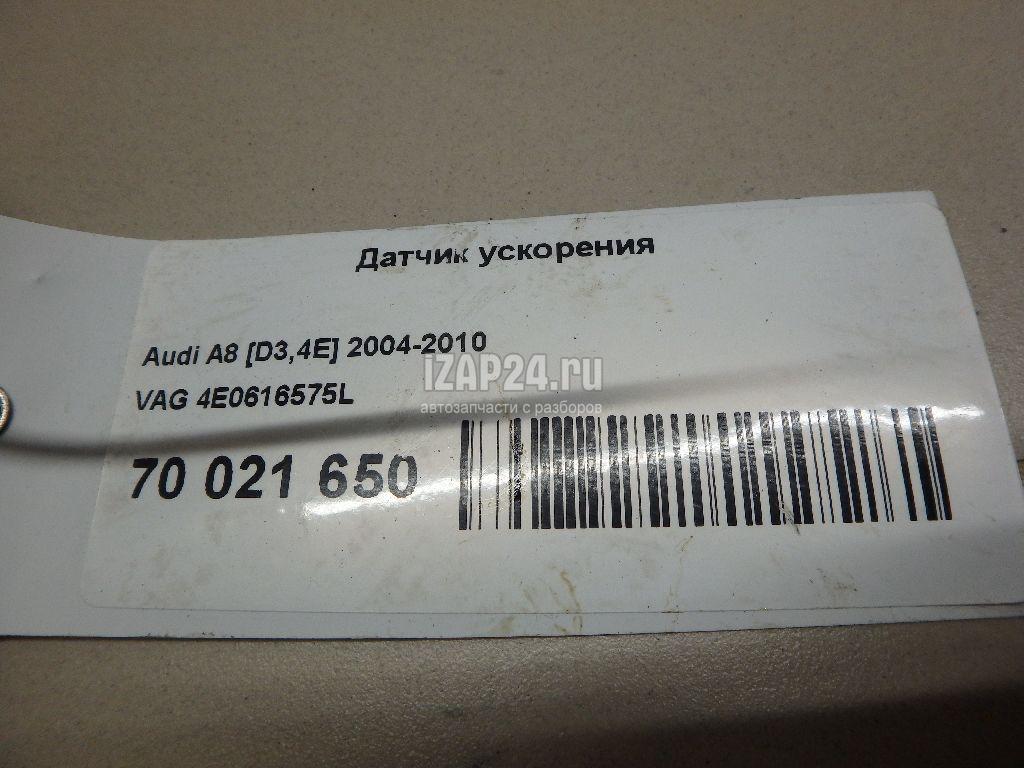 Датчик ускорения
Audi A8 [D3,4E] 2004-2010
iZAP24.ru
VAG 4E0616575L
автозапчасти с разборов
70 021 650